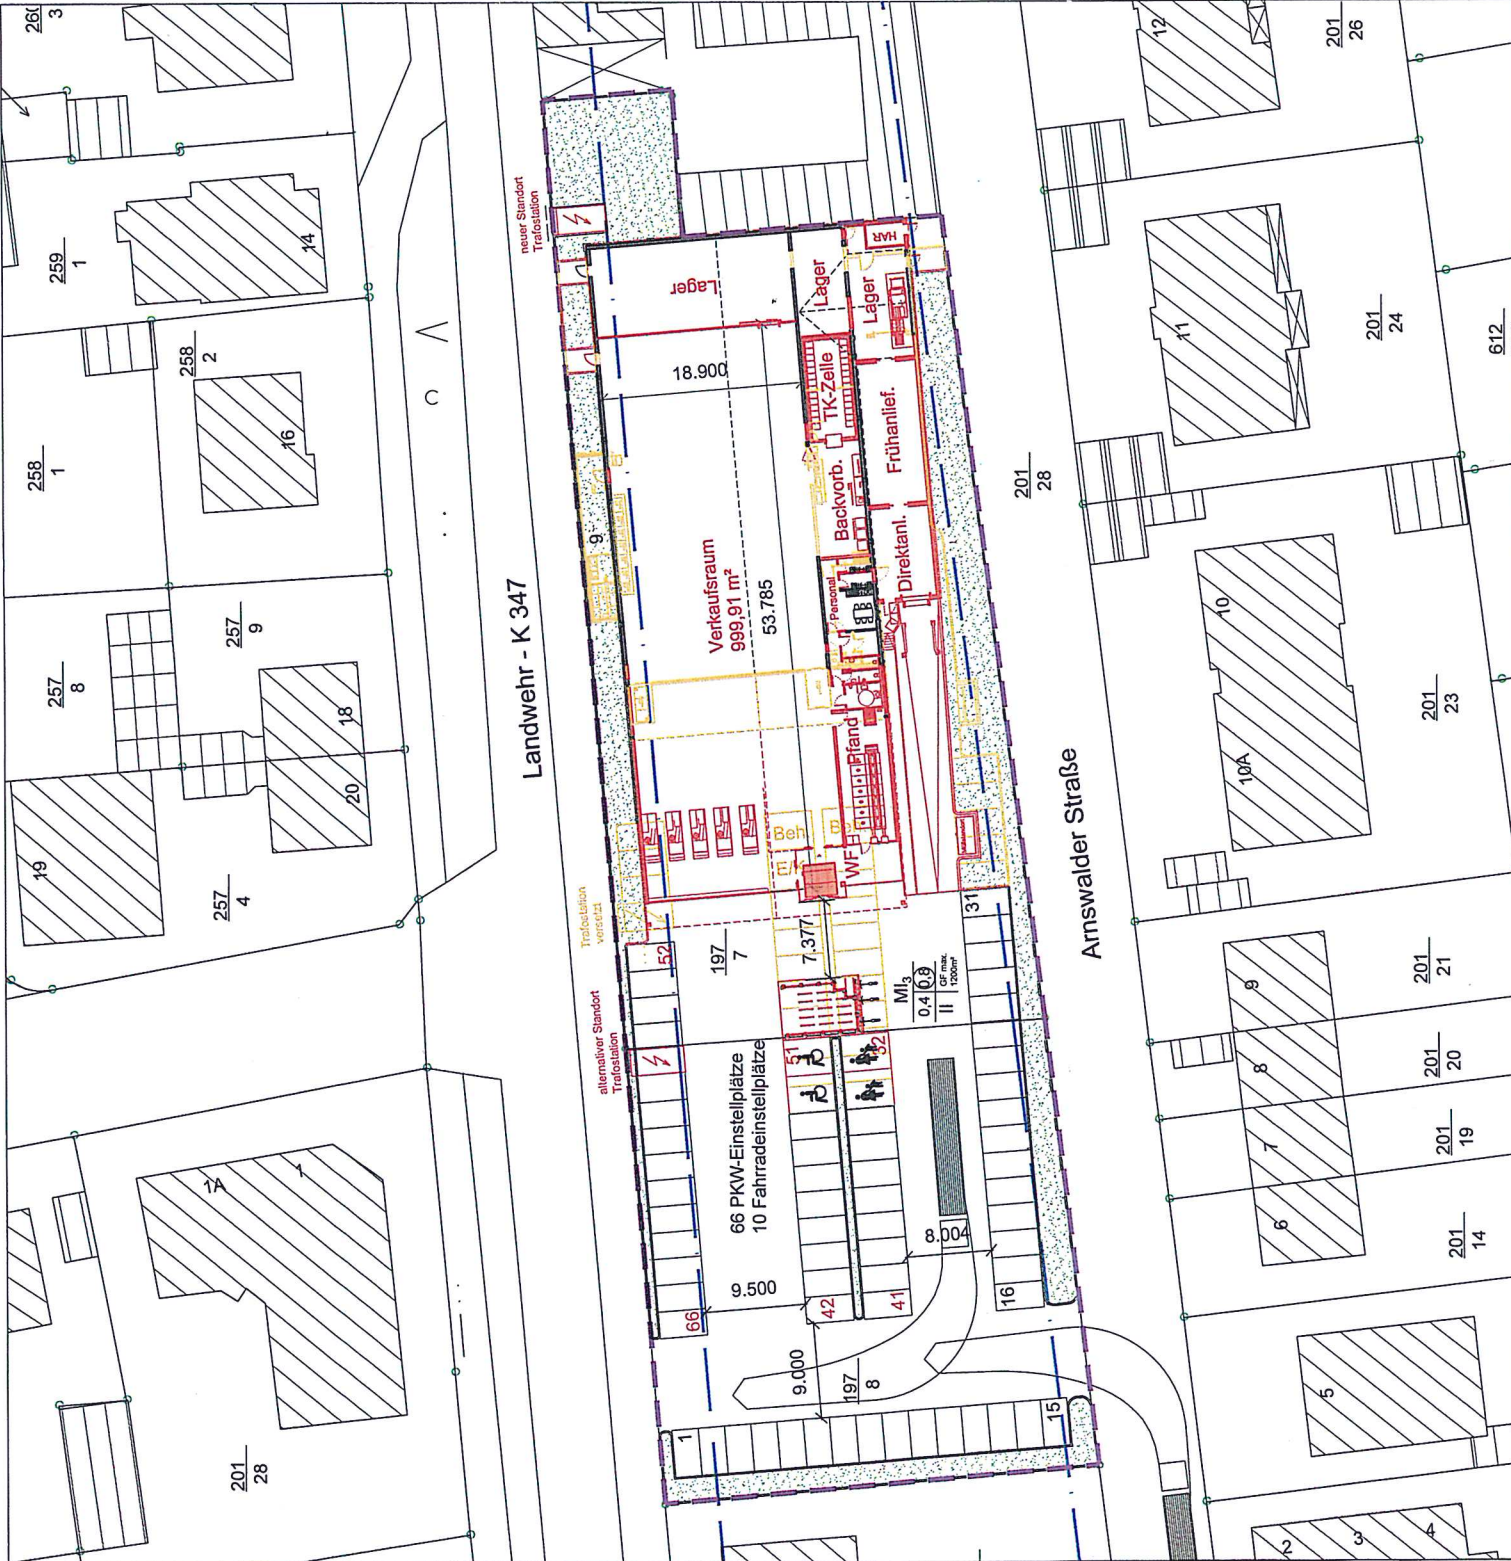 260
3
259
1
14
258
2
258
1
16
257
9
257
8
18
20
19
257
4
1A
1
201
28
Landwehr - K 347
neuer Standort
Trafostation
Lager
Lager
Lager
HAR
18.900
TK-Zelle
Frühanlief.
Backvorb.
Direktanl.
Personal
Verkaufsraum
999,91 m²
53.785
9
Pfand
WF
Beh
E/K
Trafostation
versetzt
alternativer Standort
Trafostation
52
197
7
7.377
31
MI3
0,4 0,8
II
GF max.
1200m²
51
32
66 PKW-Einstellplätze
10 Fahrradeinstellplätze
9.500
8.004
66
42
41
16
9.000
197
8
1
15
Arnswalder Straße
12
201
26
11
201
24
612
201
28
10
10A
201
23
9
201
21
8
201
20
7
201
19
6
201
14
5
2
3
4